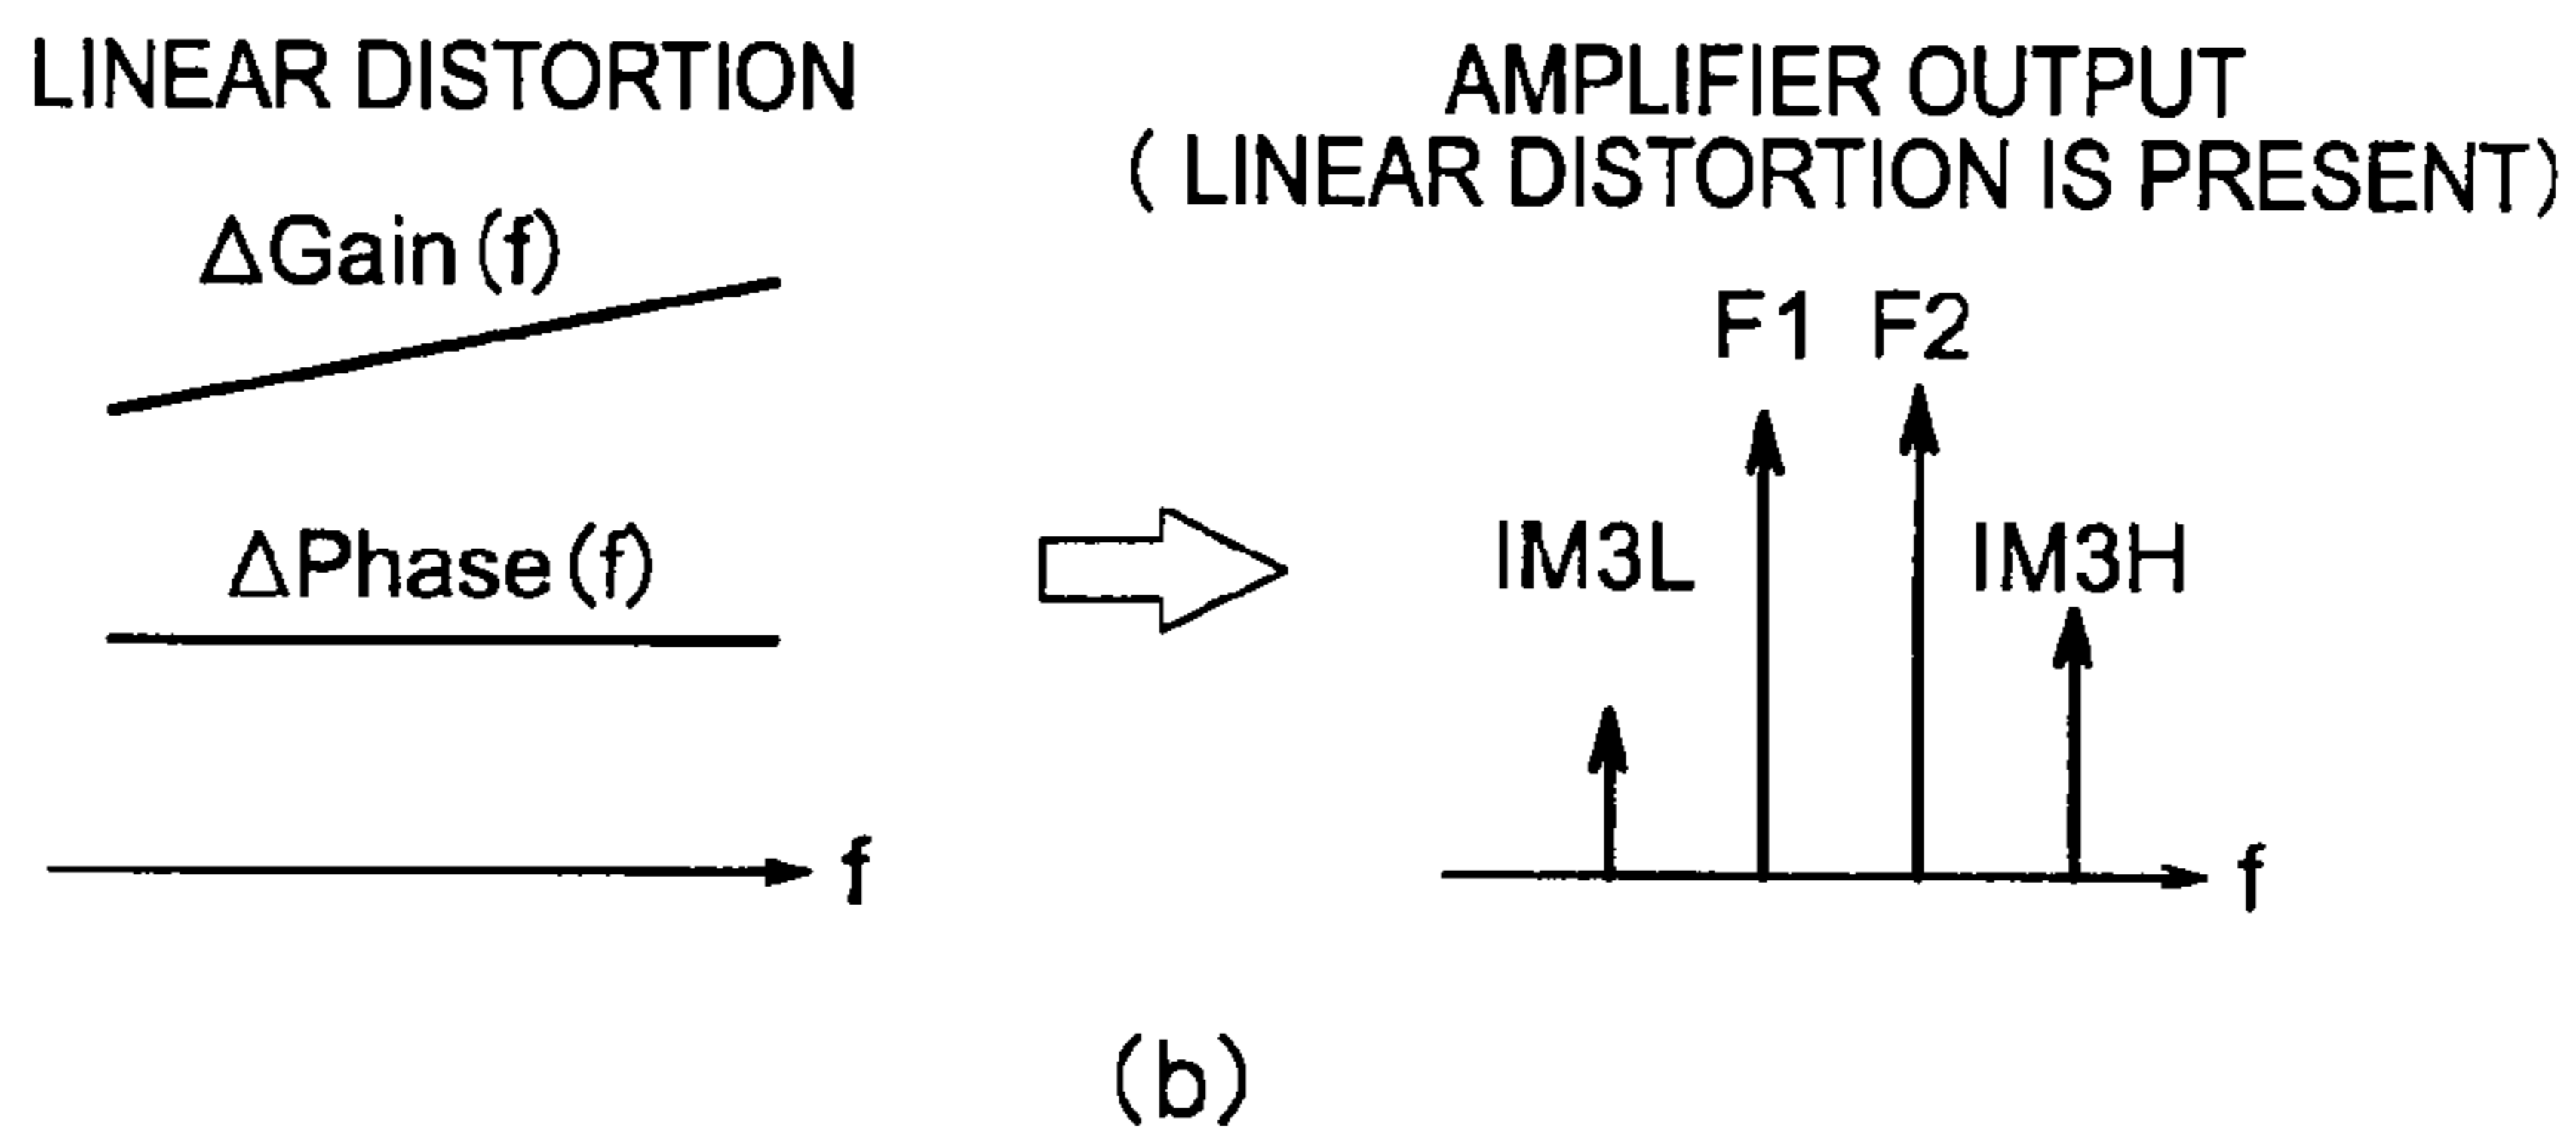 LINEAR DISTORTION
ΔGain(f)
ΔPhase(f)
f
AMPLIFIER OUTPUT
( LINEAR DISTORTION IS PRESENT)
F1 F2
IM3L IM3H
f
(b)